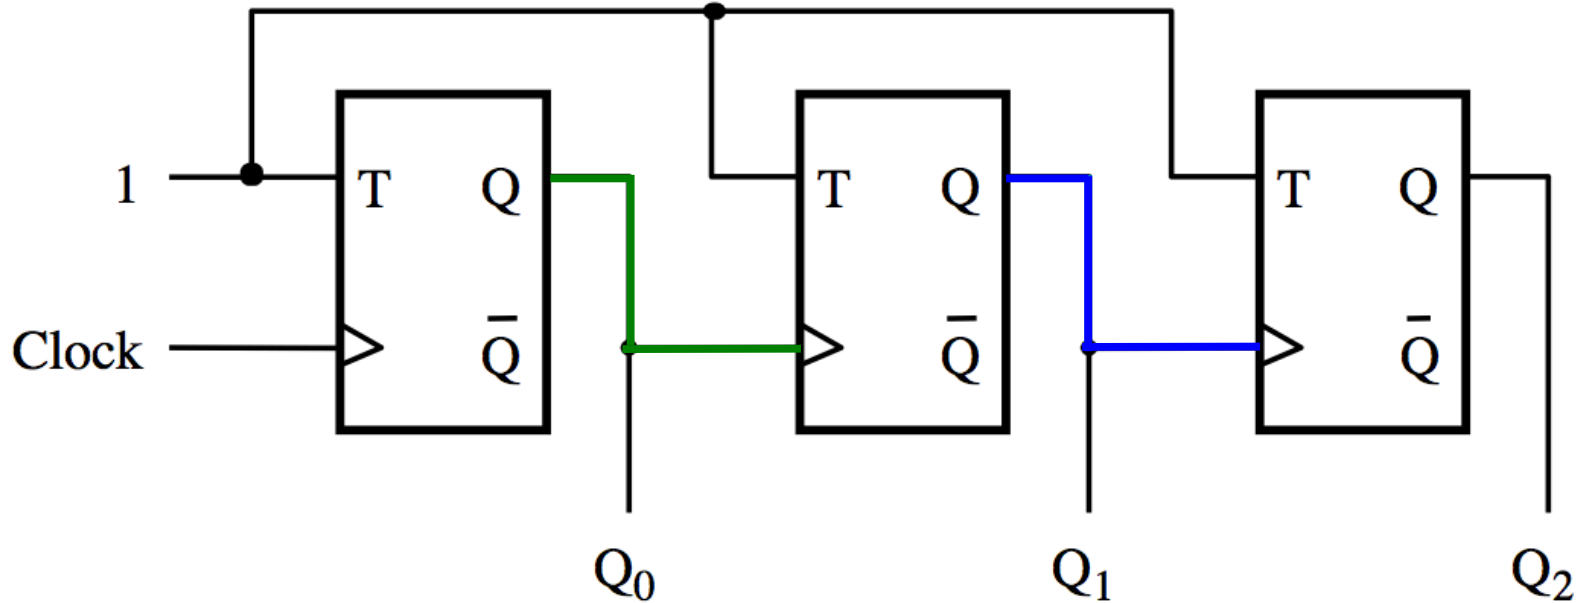 1 T Q T Q T Q
Clock Q̅ Q̅ Q̅
Q₀ Q₁ Q₂